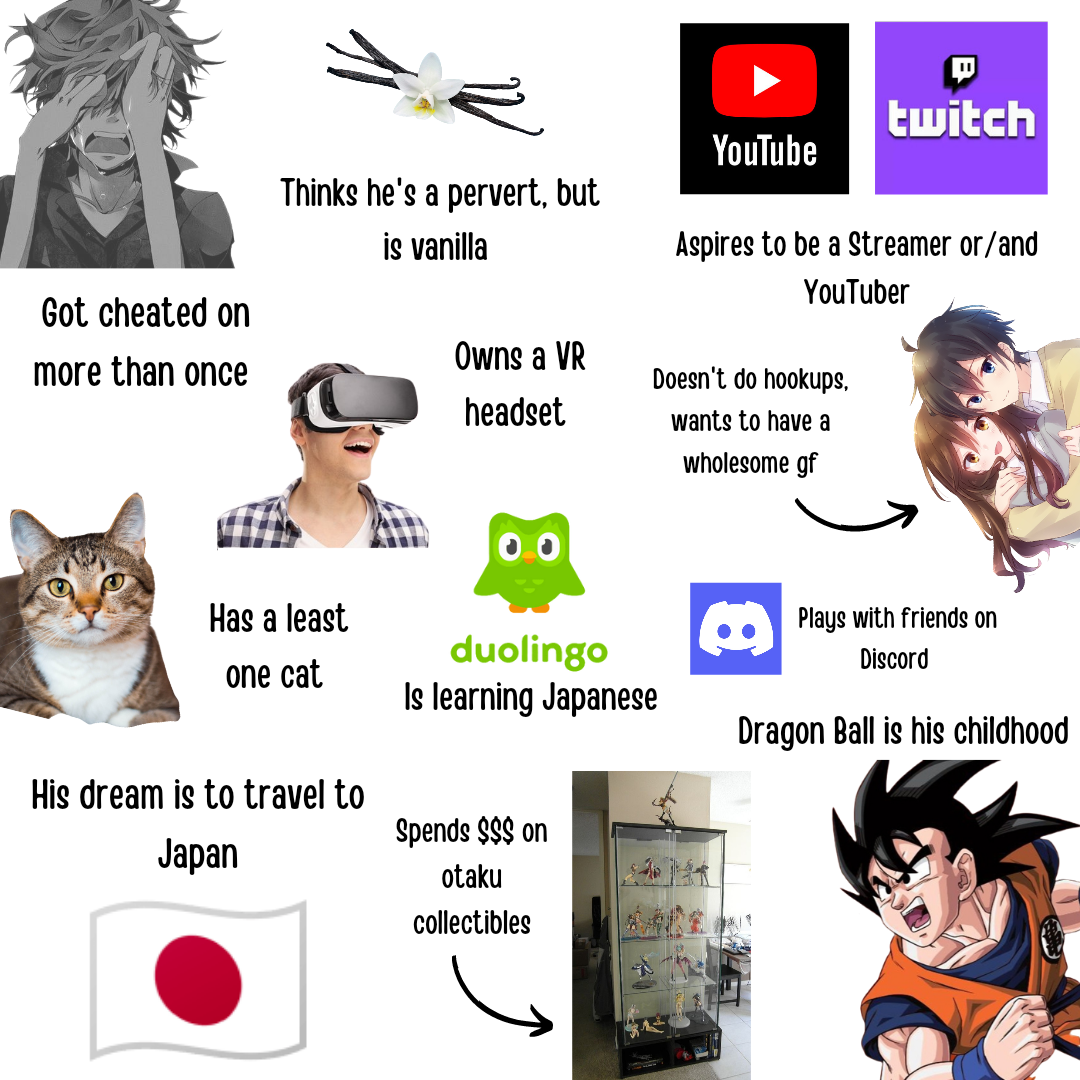 Thinks he's a pervert, but
is vanilla
YouTube
twitch
Aspires to be a Streamer or/and
YouTuber
Got cheated on
more than once
Owns a VR
headset
Doesn't do hookups,
wants to have a
wholesome gf
Has a least
one cat
duolingo
Is learning Japanese
Plays with friends on
Discord
Dragon Ball is his childhood
His dream is to travel to
Japan
Spends $$$ on
otaku
collectibles